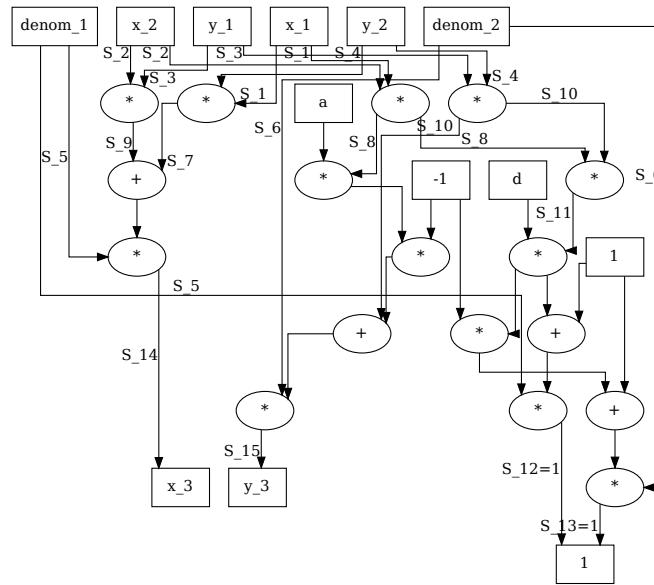 denom_1 x_2 y_1 x_1 y_2 denom_2
S_2 S_2 S_3 S_1 S_4
S_3 S_4
* * * *
S_1 a S_10
S_6 S_10
S_9 S_8 S_8
S_5 S_7
+ * -1 d * S_6
S_11
* * * 1
S_5
+ * +
S_14
* * +
S_15 S_12=1
x_3 y_3 *
S_13=1
1